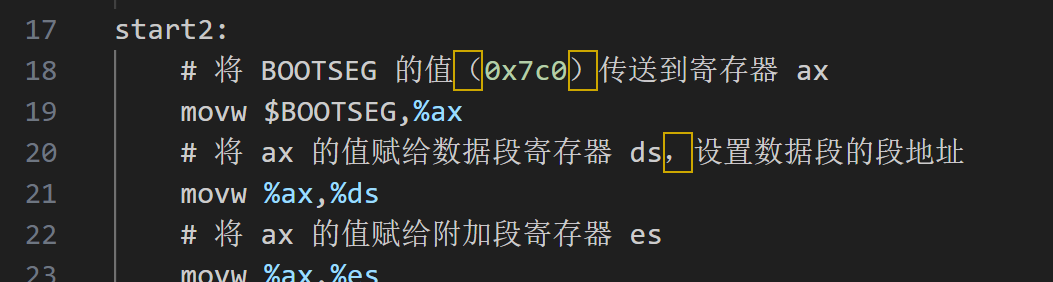 17 start2:
18 # 将 BOOTSEG 的值（0x7c0）传送到寄存器 ax
19 movw $BOOTSEG,%ax
20 # 将 ax 的值赋给数据段寄存器 ds，设置数据段的段地址
21 movw %ax,%ds
22 # 将 ax 的值赋给附加段寄存器 es
23 movw %ax,%es